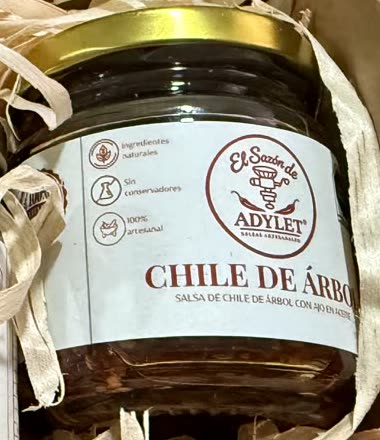 Ingredientes
naturales
Sin
conservadores
100%
artesanal
El Sazón de
ADYLET®
SALSAS ARTESANALES
CHILE DE ÁRBO
SALSA DE CHILE DE ÁRBOL CON AJO EN ACEITE